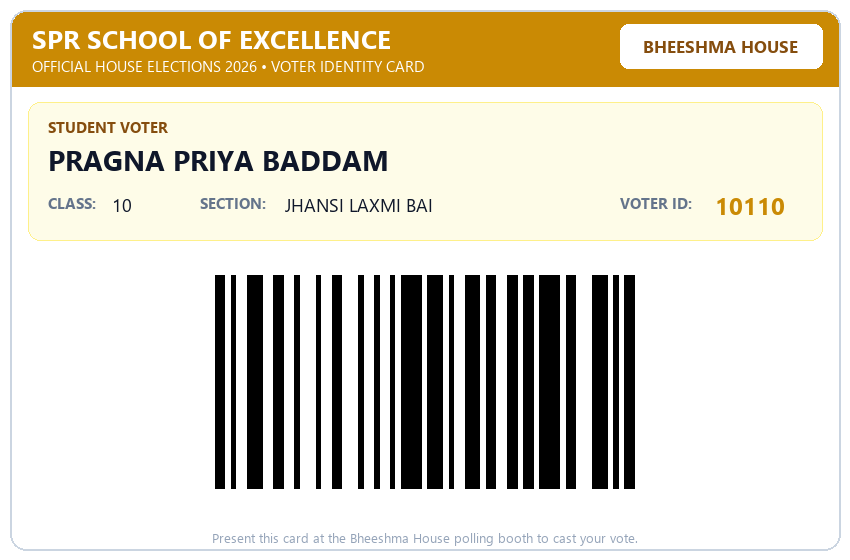 SPR SCHOOL OF EXCELLENCE
OFFICIAL HOUSE ELECTIONS 2026 • VOTER IDENTITY CARD
BHEESHMA HOUSE
STUDENT VOTER
PRAGNA PRIYA BADDAM
CLASS: 10 SECTION: JHANSI LAXMI BAI VOTER ID: 10110
Present this card at the Bheeshma House polling booth to cast your vote.